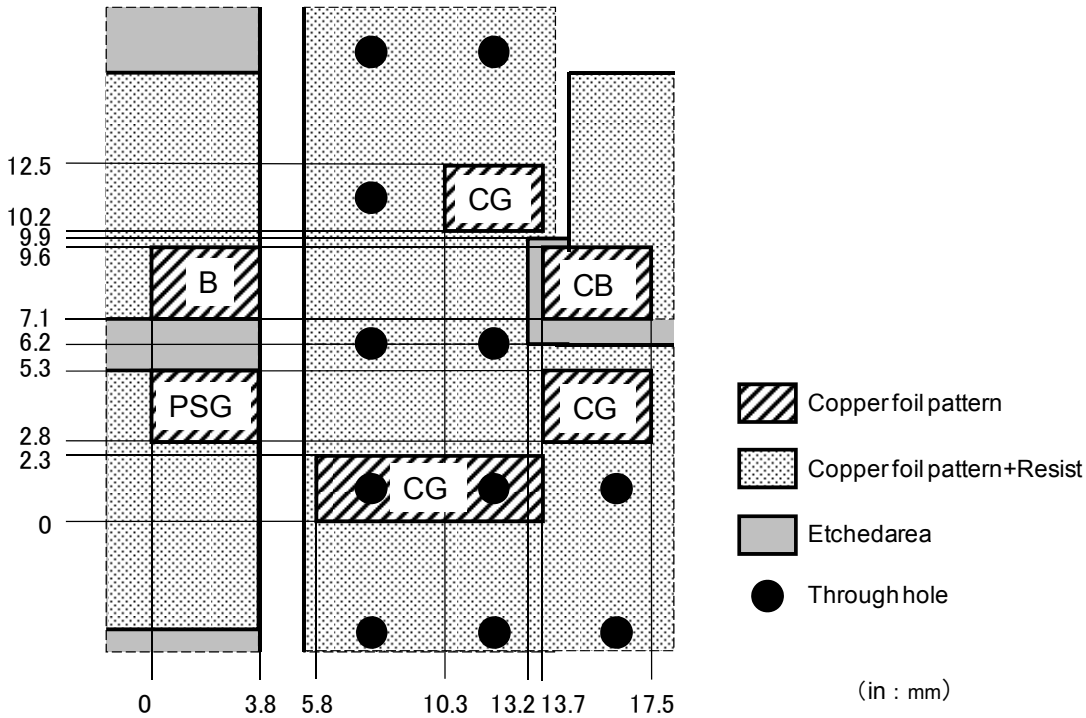 12.5
10.2
9.9
9.6
7.1
6.2
5.3
2.8
2.3
0
CG
B
CB
PSG
CG
CG
Copper foil pattern
Copper foil pattern+Resist
Etchedarea
Through hole
0 3.8 5.8 10.3 13.2 13.7 17.5
(in : mm)